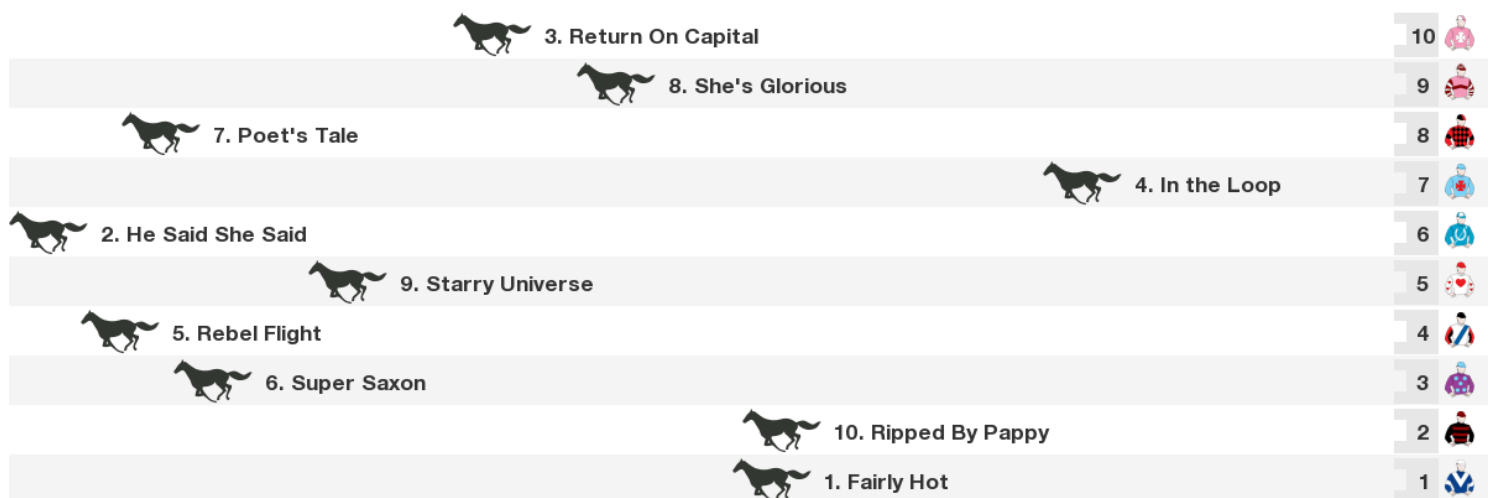 3. Return On Capital 10
8. She's Glorious 9
7. Poet's Tale 8
4. In the Loop 7
2. He Said She Said 6
9. Starry Universe 5
5. Rebel Flight 4
6. Super Saxon 3
10. Ripped By Pappy 2
1. Fairly Hot 1